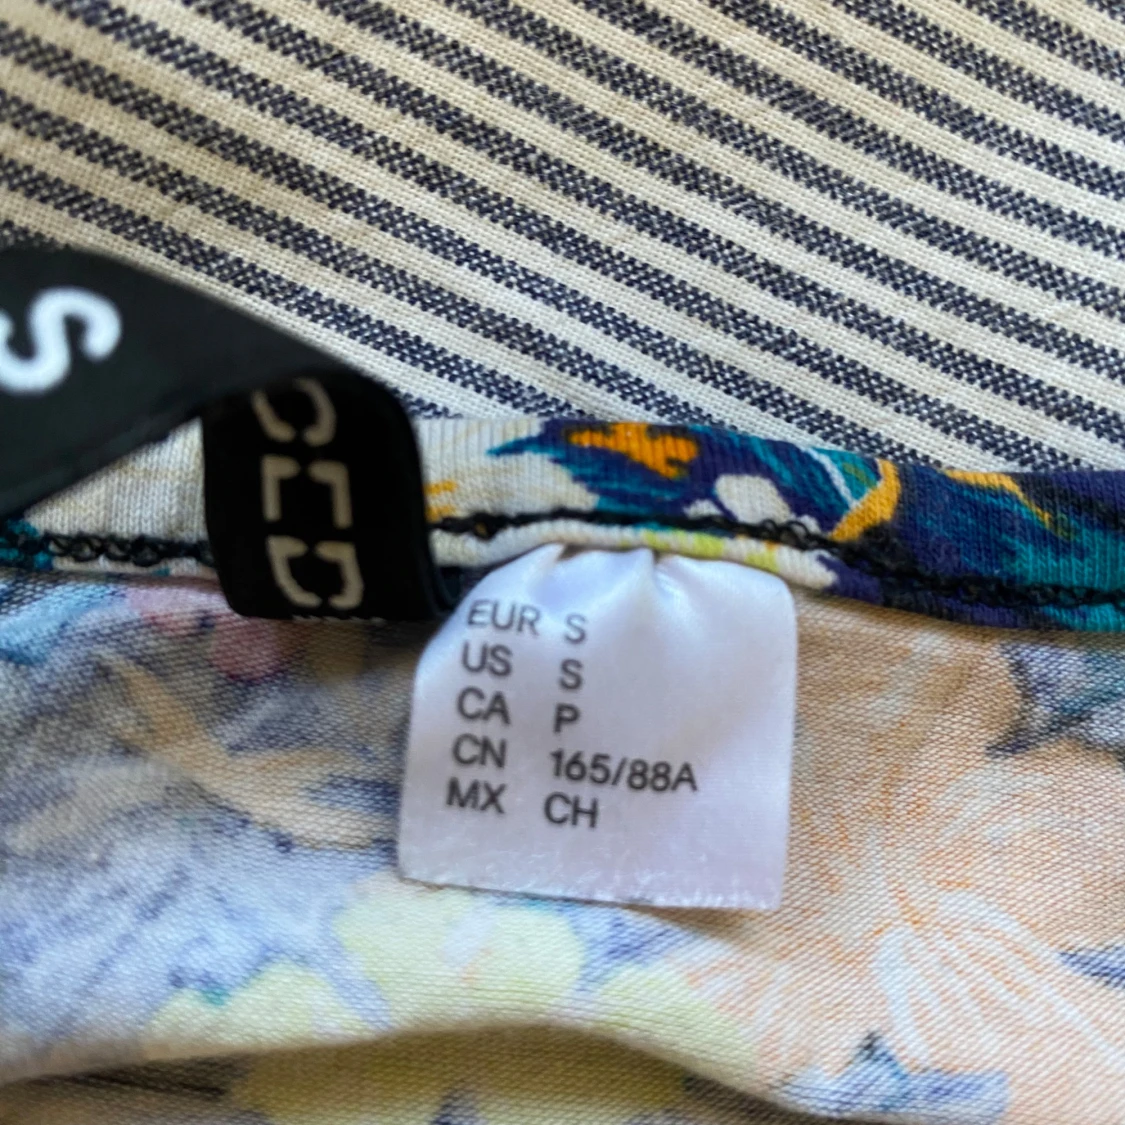 S
EUR S
US S
CA P
CN 165/88A
MX CH